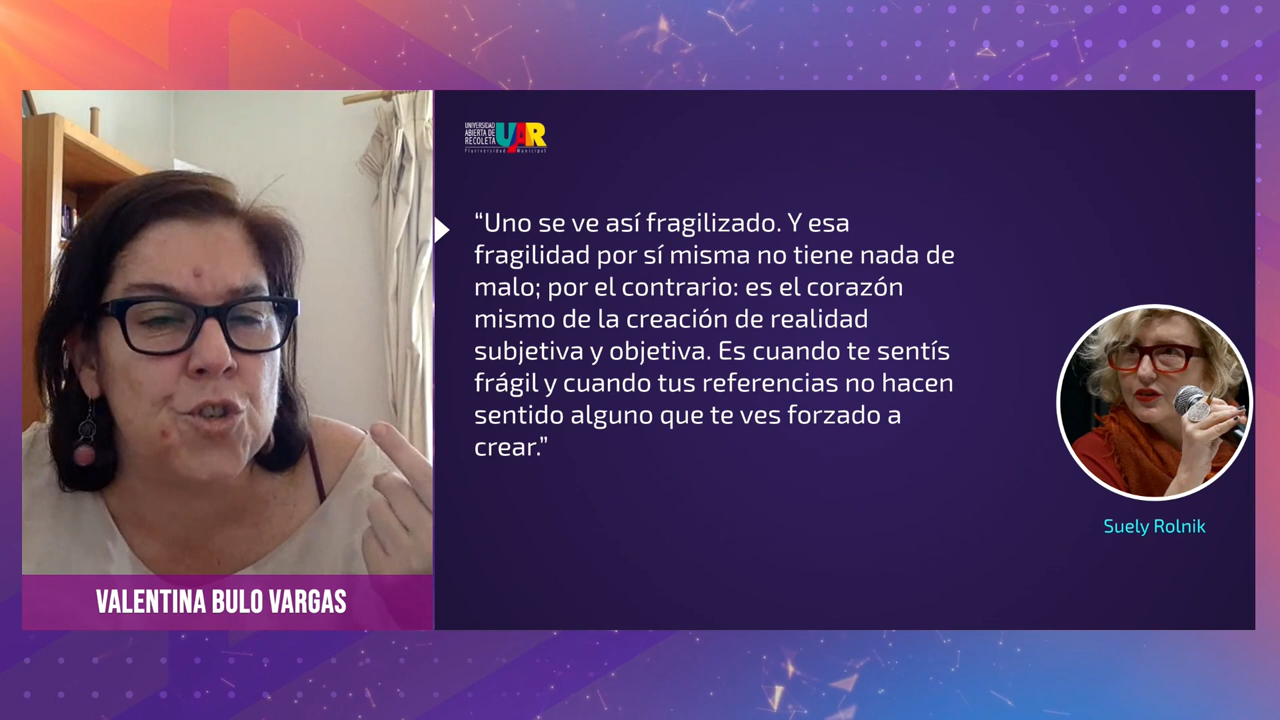 UNIVERSIDAD
ABIERTA DE
RECOLETA
UAR
Pluriversidad Municipal
“Uno se ve así fragilizado. Y esa
fragilidad por sí misma no tiene nada de
malo; por el contrario: es el corazón
mismo de la creación de realidad
subjetiva y objetiva. Es cuando te sentís
frágil y cuando tus referencias no hacen
sentido alguno que te ves forzado a
crear.”
Suely Rolnik
VALENTINA BULO VARGAS